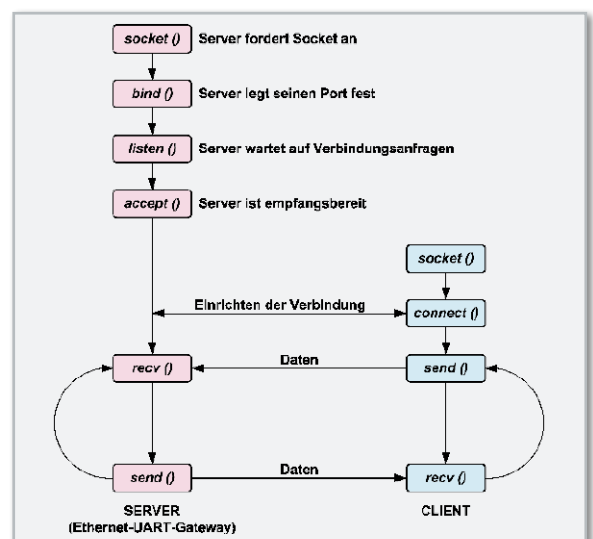 socket () Server fordert Socket an
bind () Server legt seinen Port fest
listen () Server wartet auf Verbindungsanfragen
accept () Server ist empfangsbereit
socket ()
Einrichten der Verbindung
connect ()
recv ()
Daten
send ()
send ()
Daten
recv ()
SERVER
(Ethernet-UART-Gateway)
CLIENT